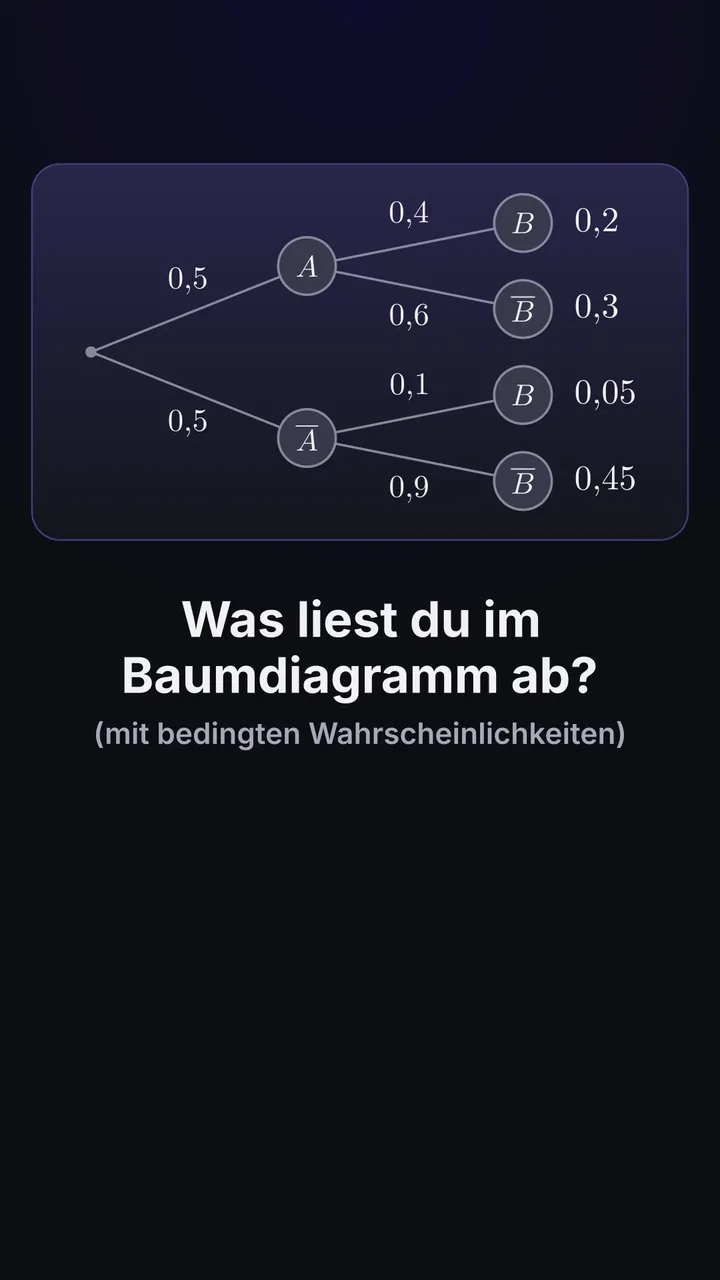 0,4
B 0,2
0,5
A
0,6
B̅ 0,3
0,1
B 0,05
0,5
A̅
0,9
B̅ 0,45
Was liest du im
Baumdiagramm ab?
(mit bedingten Wahrscheinlichkeiten)